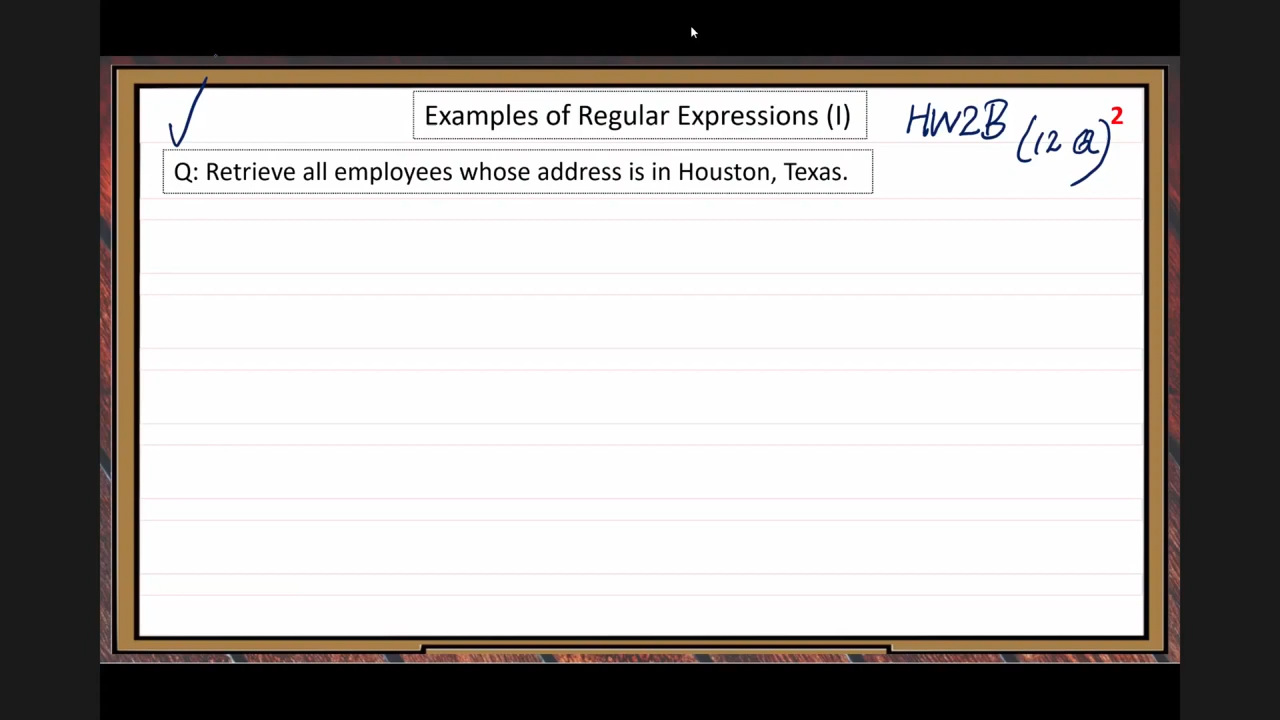 Examples of Regular Expressions (I)
HW2B (12 Q)
2
Q: Retrieve all employees whose address is in Houston, Texas.